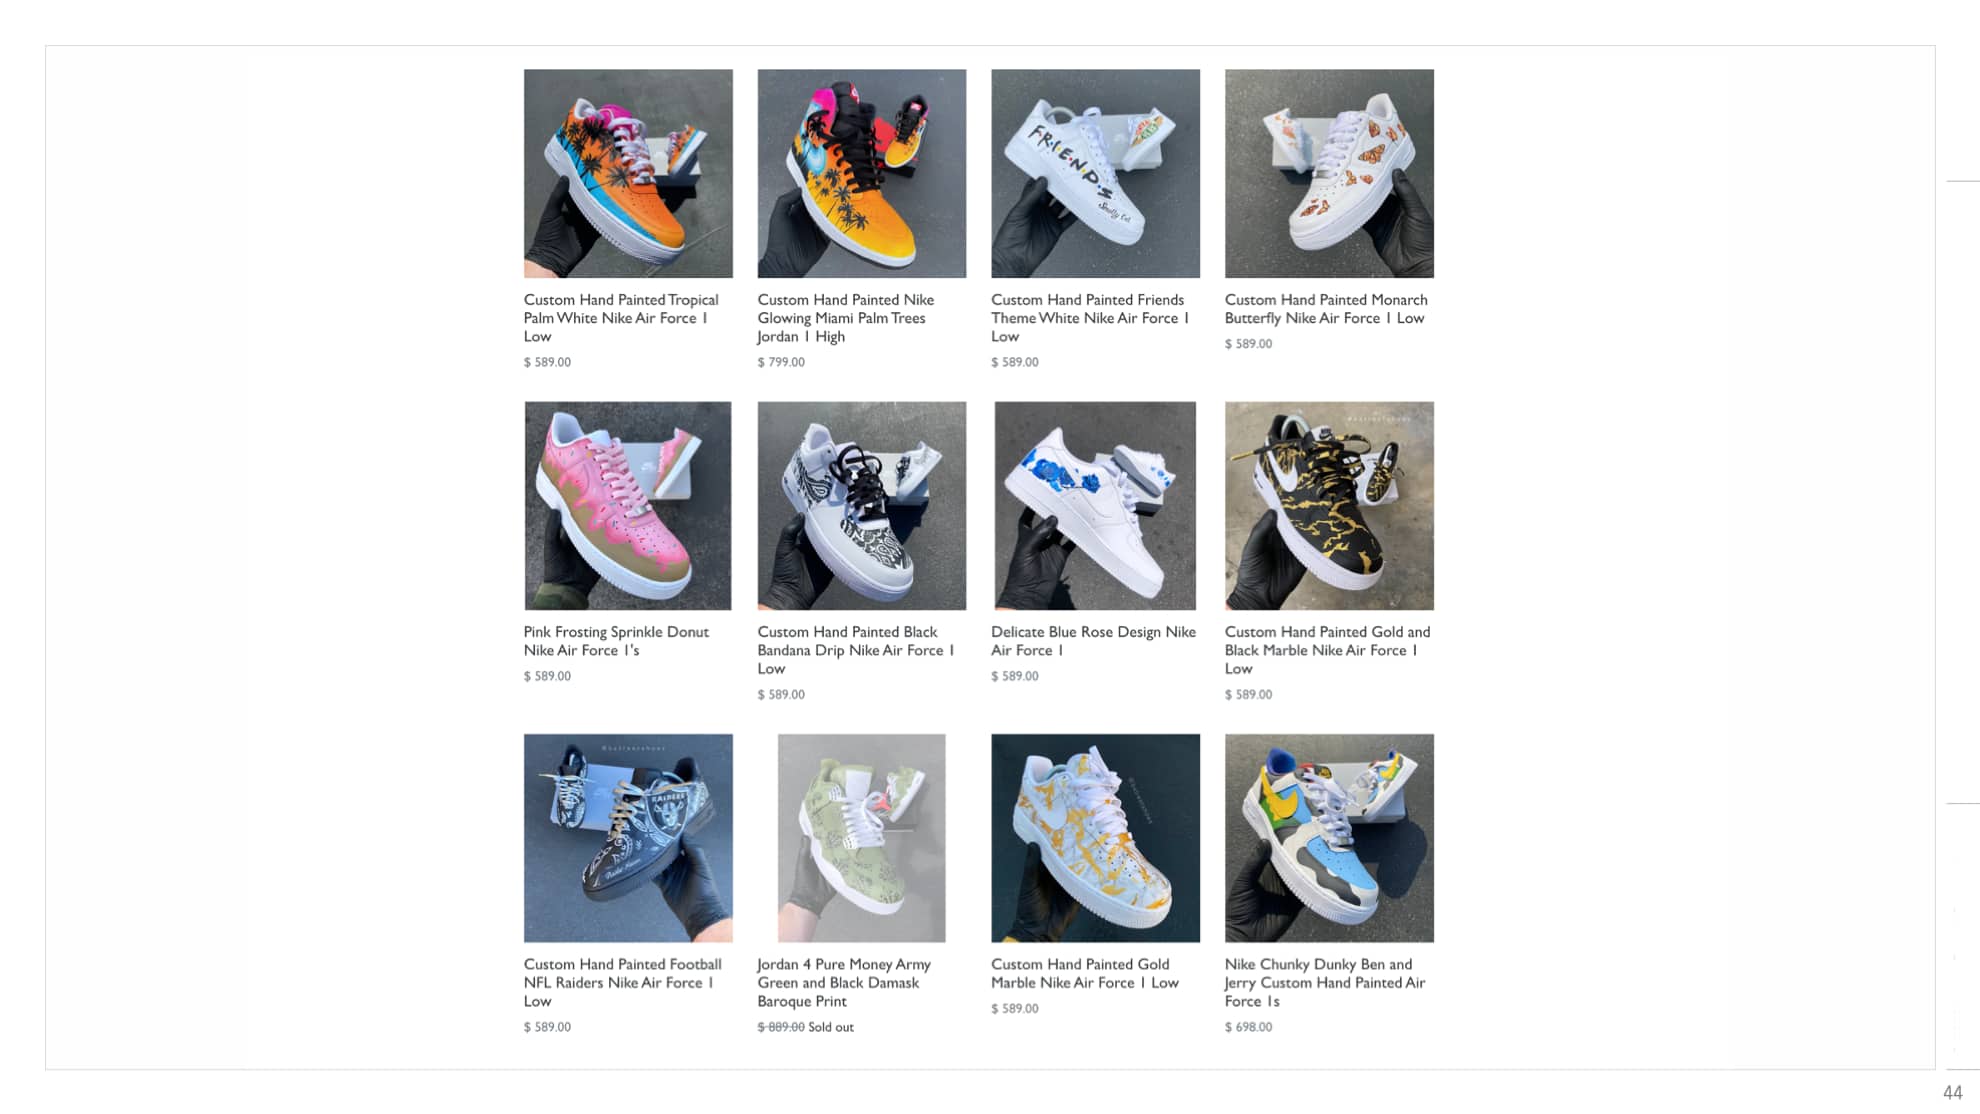 FRIENDS
Smelly Cat
Custom Hand Painted Tropical
Palm White Nike Air Force 1
Low
$ 589.00
Custom Hand Painted Nike
Glowing Miami Palm Trees
Jordan 1 High
$ 799.00
Custom Hand Painted Friends
Theme White Nike Air Force 1
Low
$ 589.00
Custom Hand Painted Monarch
Butterfly Nike Air Force 1 Low
$ 589.00
Pink Frosting Sprinkle Donut
Nike Air Force 1's
$ 589.00
Custom Hand Painted Black
Bandana Drip Nike Air Force 1
Low
$ 589.00
Delicate Blue Rose Design Nike
Air Force 1
$ 589.00
Custom Hand Painted Gold and
Black Marble Nike Air Force 1
Low
$ 589.00
RAIDERS
Custom Hand Painted Football
NFL Raiders Nike Air Force 1
Low
$ 589.00
Jordan 4 Pure Money Army
Green and Black Damask
Baroque Print
$ 889.00 Sold out
Custom Hand Painted Gold
Marble Nike Air Force 1 Low
$ 589.00
Nike Chunky Dunky Ben and
Jerry Custom Hand Painted Air
Force 1s
$ 698.00
44